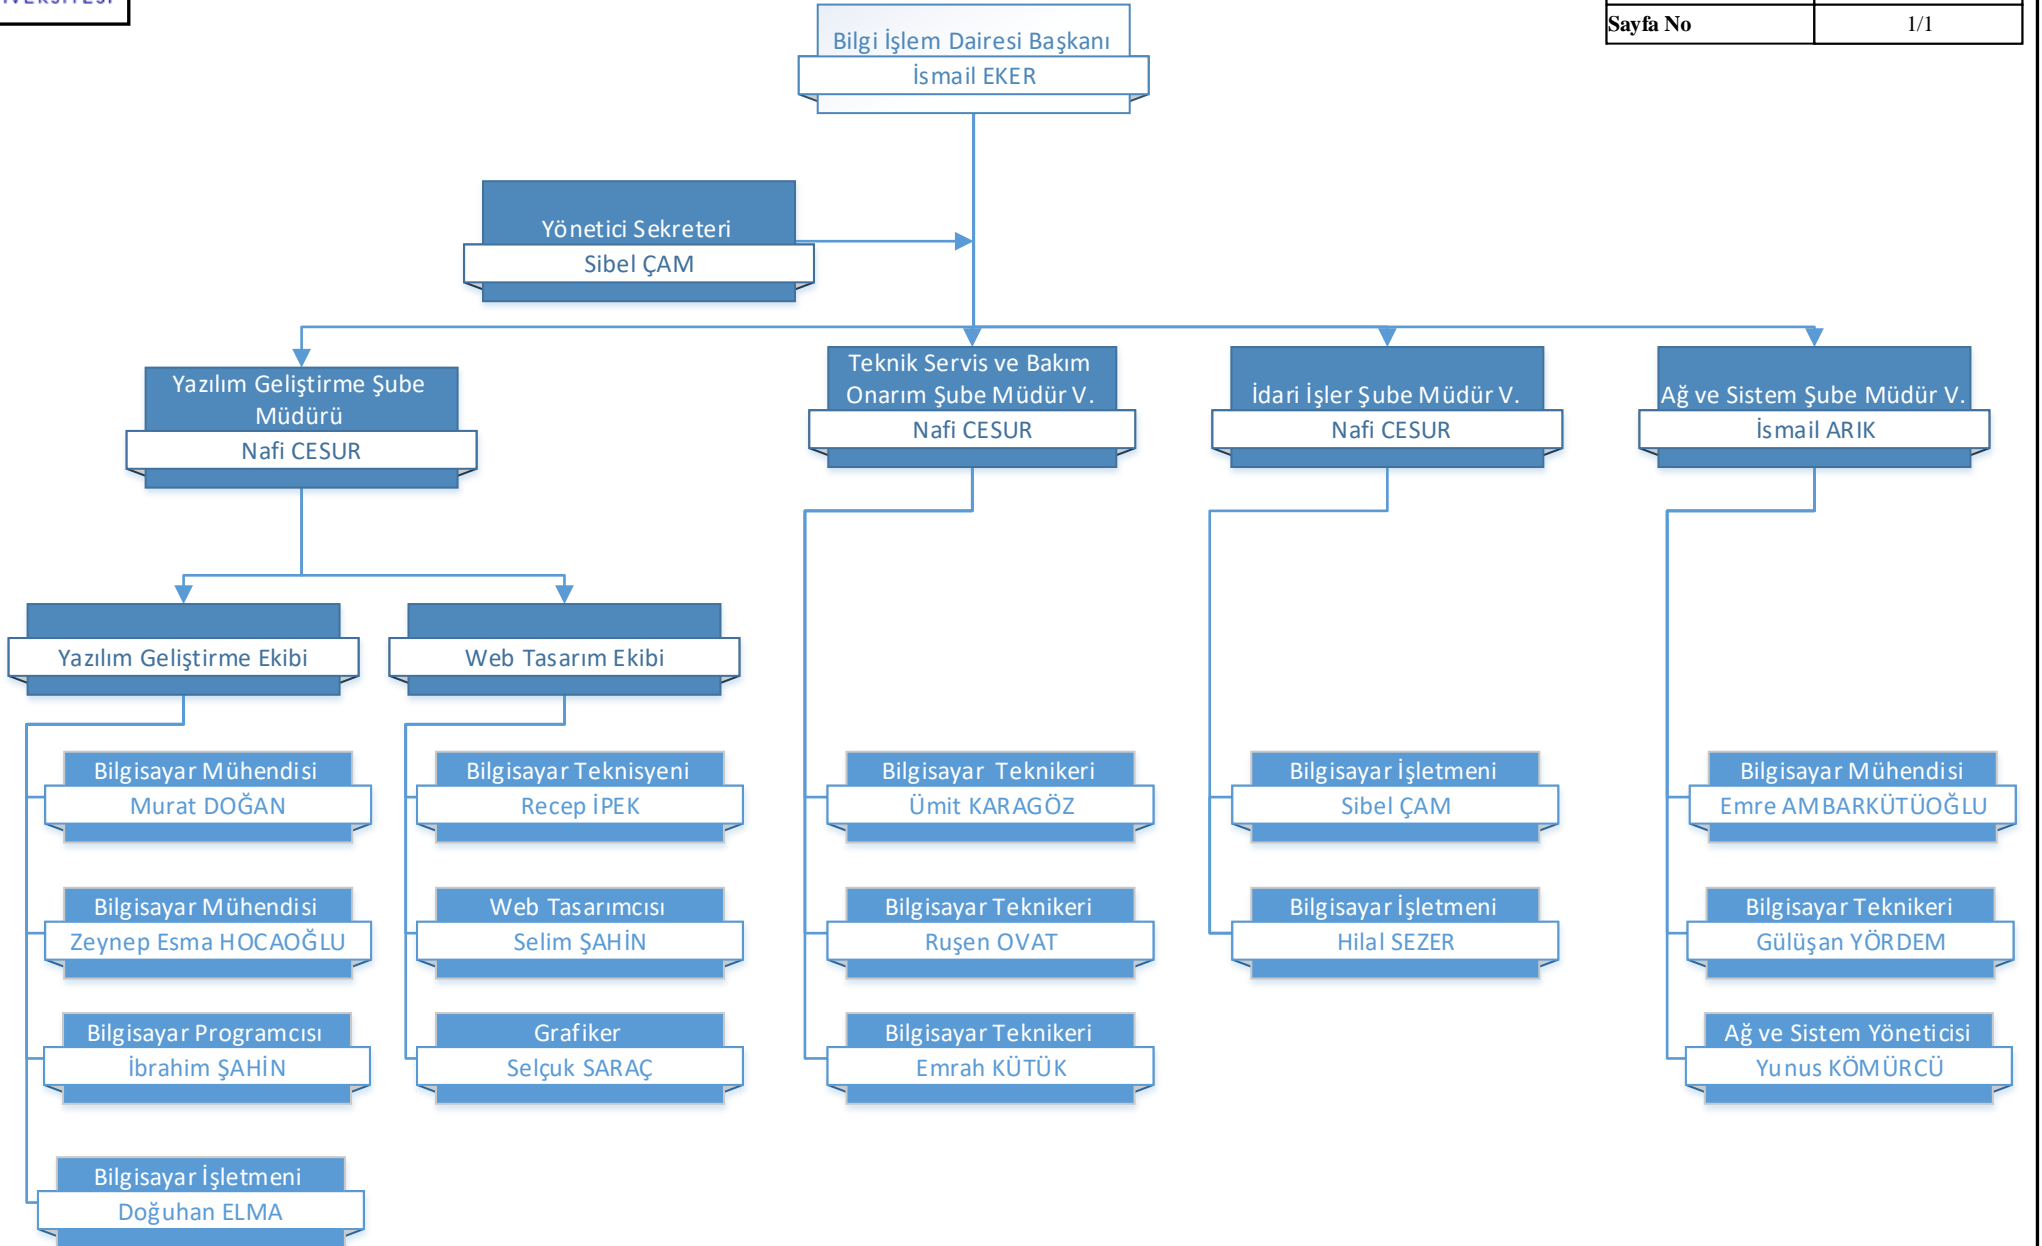 Sayfa No 1/1
Bilgi İşlem Dairesi Başkanı
İsmail EKER
Yönetici Sekreteri
Sibel ÇAM
Yazılım Geliştirme Şube
Müdürü
Nafi CESUR
Teknik Servis ve Bakım
Onarım Şube Müdür V.
Nafi CESUR
İdari İşler Şube Müdür V.
Nafi CESUR
Ağ ve Sistem Şube Müdür V.
İsmail ARIK
Yazılım Geliştirme Ekibi
Web Tasarım Ekibi
Bilgisayar Mühendisi
Murat DOĞAN
Bilgisayar Mühendisi
Zeynep Esma HOCAOĞLU
Bilgisayar Programcısı
İbrahim ŞAHİN
Bilgisayar İşletmeni
Doğuhan ELMA
Bilgisayar Teknisyeni
Recep İPEK
Web Tasarımcısı
Selim ŞAHİN
Grafiker
Selçuk SARAÇ
Bilgisayar Teknikeri
Ümit KARAGÖZ
Bilgisayar Teknikeri
Ruşen OVAT
Bilgisayar Teknikeri
Emrah KÜTÜK
Bilgisayar İşletmeni
Sibel ÇAM
Bilgisayar İşletmeni
Hilal SEZER
Bilgisayar Mühendisi
Emre AMBARKÜTÜOĞLU
Bilgisayar Teknikeri
Gülüşan YÖRDEM
Ağ ve Sistem Yöneticisi
Yunus KÖMÜRCÜ